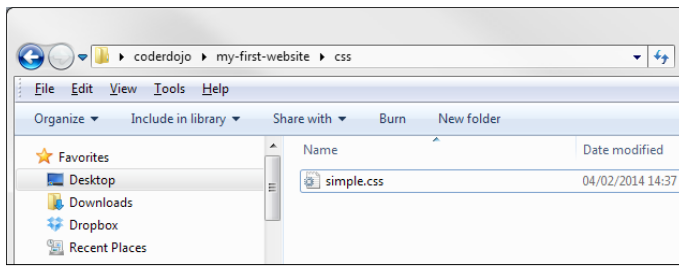 coderdojo my-first-website css
File Edit View Tools Help
Organize Include in library Share with Burn New folder
Favorites
Desktop
Downloads
Dropbox
Recent Places
Name Date modified
simple.css 04/02/2014 14:37